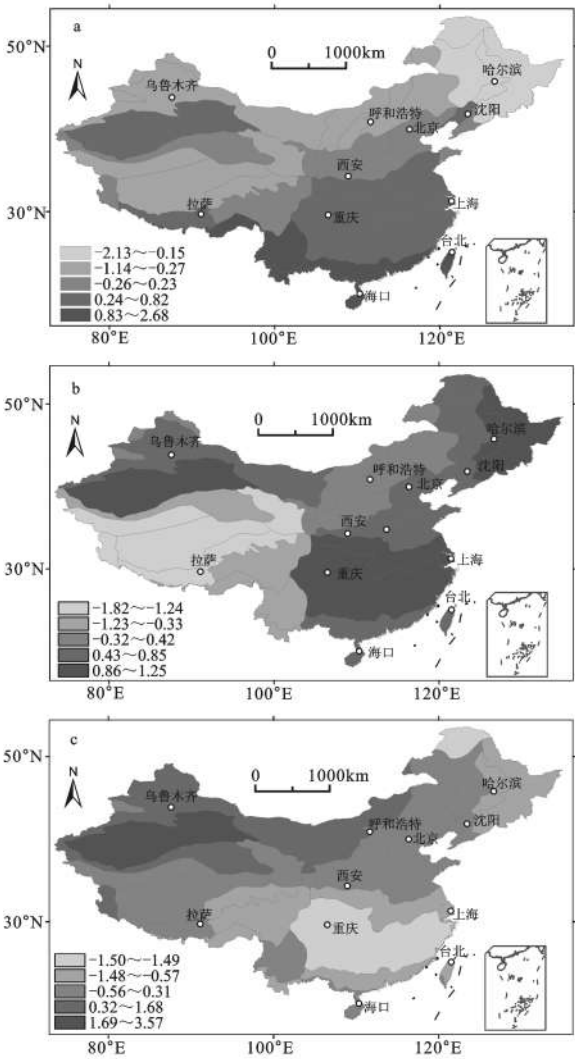 a
50°N
0 1000km
N
哈尔滨
乌鲁木齐
沈阳
呼和浩特
北京
西安
拉萨
30°N
重庆
上海
台北
-2.13～-0.15
-1.14～-0.27
-0.26～0.23
0.24～0.82
0.83～2.68
海口
80°E 100°E 120°E
b
50°N
0 1000km
N
哈尔滨
乌鲁木齐
沈阳
呼和浩特
北京
西安
拉萨
30°N
重庆
上海
台北
-1.82～-1.24
-1.23～-0.33
-0.32～0.42
0.43～0.85
0.86～1.25
海口
80°E 100°E 120°E
c
50°N
0 1000km
N
哈尔滨
乌鲁木齐
沈阳
呼和浩特
北京
西安
拉萨
30°N
重庆
上海
台北
-1.50～-1.49
-1.48～-0.57
-0.56～0.31
0.32～1.68
1.69～3.57
海口
80°E 100°E 120°E